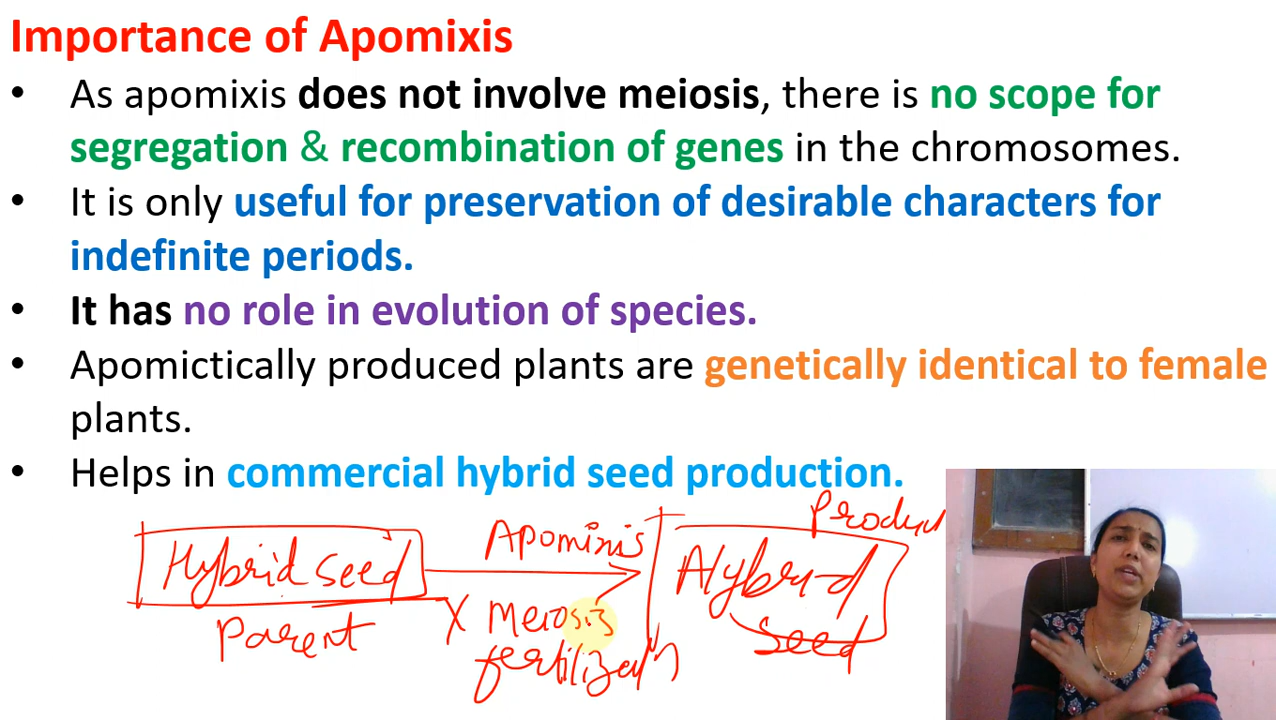 Importance of Apomixis
• As apomixis does not involve meiosis, there is no scope for
segregation & recombination of genes in the chromosomes.
• It is only useful for preservation of desirable characters for
indefinite periods.
• It has no role in evolution of species.
• Apomictically produced plants are genetically identical to female
plants.
• Helps in commercial hybrid seed production.
Product
Apomixis
Hybrid seed
Hybrid
seed
Parent
X Meiosis
fertilizatn